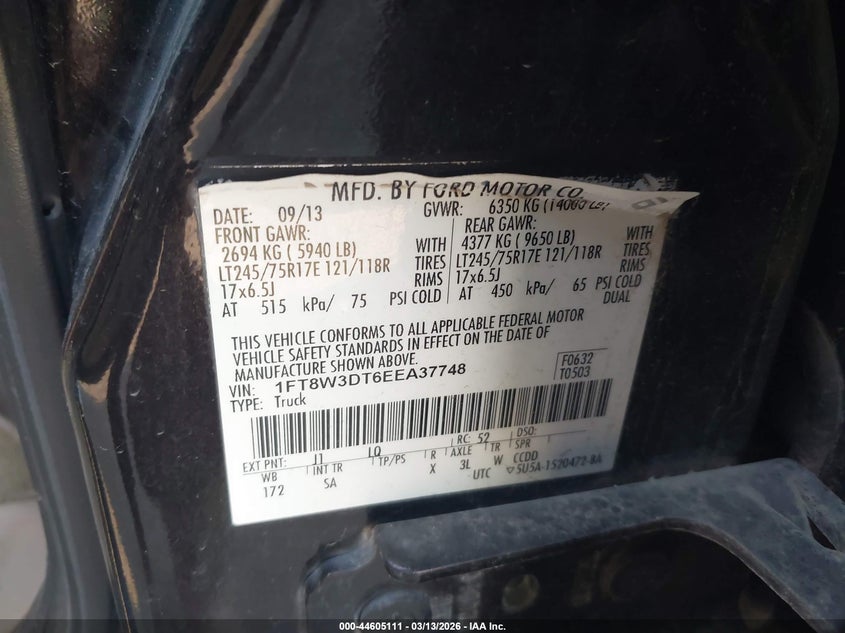 MFD. BY FORD MOTOR CO.
DATE: 09/13 GVWR: 6350 KG (14000 LB)
FRONT GAWR: REAR GAWR:
2694 KG ( 5940 LB) WITH 4377 KG ( 9650 LB) WITH
LT245/75R17E 121/118R TIRES LT245/75R17E 121/118R TIRES
17x6.5J RIMS 17x6.5J RIMS
AT 515 kPa/ 75 PSI COLD AT 450 kPa/ 65 PSI COLD
DUAL
THIS VEHICLE CONFORMS TO ALL APPLICABLE FEDERAL MOTOR
VEHICLE SAFETY STANDARDS IN EFFECT ON THE DATE OF
MANUFACTURE SHOWN ABOVE.
VIN: 1FT8W3DT6EEA37748 F0632
TYPE: Truck T0503
EXT PNT: J1 LQ RC: 52 DSO:
WB INT TR TP/PS R AXLE TR SPR
172 SA X 3L W CCDD
UTC 5U5A-1520472-BA
000-44605111 - 03/13/2026 - IAA Inc.